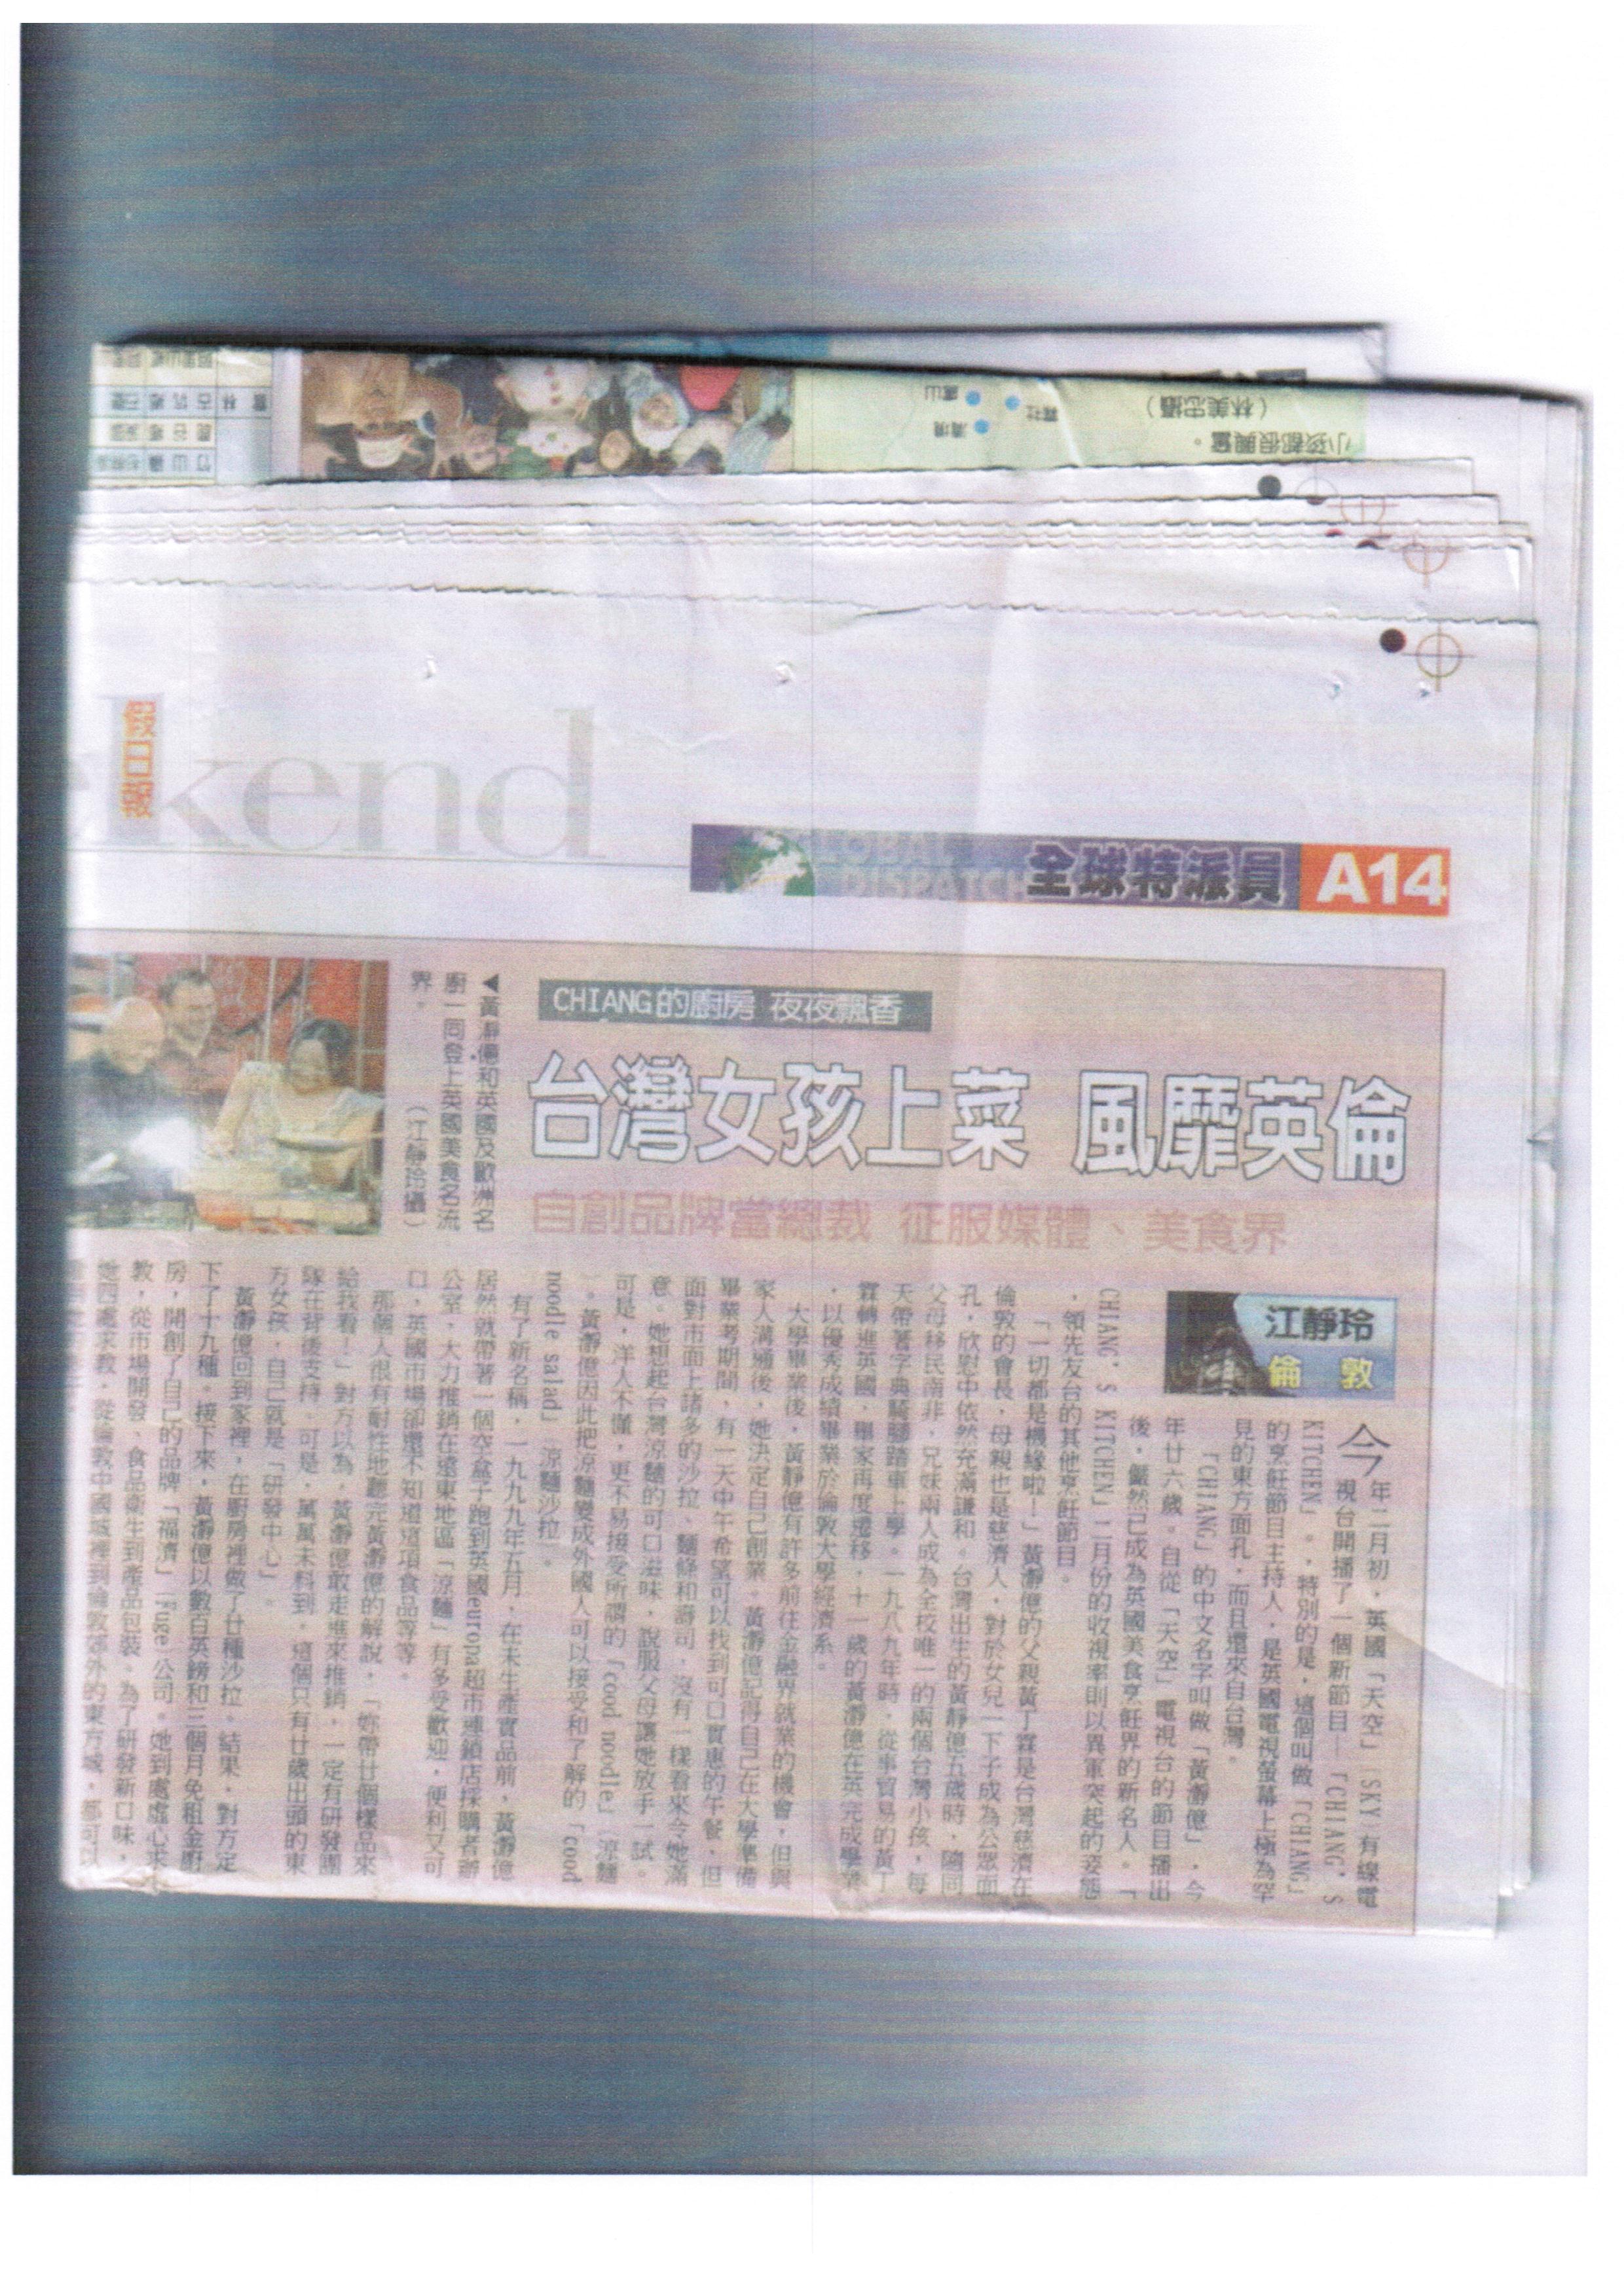 (林美忠攝)
小孩都很興奮。
廬山
霧社
清境
kend
假日
GLOBAL DISPATCH
全球特派員
A14
CHIANG的廚房 夜夜飄香
台灣女孩上菜 風靡英倫
自創品牌當總裁 征服媒體、美食界
◀黃瀞億和英國及歐洲名
廚一同登上英國美食名流
界。
(江靜玲攝)
江靜玲
倫敦
今年二月初,英國「天空」(SKY)有線電
視台開播了一個新節目—「CHIANG'S
KITCHEN」。,特別的是,這個叫做「CHIANG」
的烹飪節目主持人,是英國電視螢幕上極為罕
見的東方面孔,而且還來自台灣。
「CHIANG」的中文名字叫做「黃瀞億」,今
年廿六歲。自從「天空」電視台的節目播出
後,儼然已成為英國美食烹飪界的新名人。「
CHIANG'S KITCHEN」二月份的收視率則以異軍突起的姿態
,領先友台的其他烹飪節目。
「一切都是機緣啦!」黃瀞億的父親黃丁霖是台灣慈濟在
倫敦的會長,母親也是慈濟人,對於女兒一下子成為公眾面
孔,欣慰中依然充滿謙和。台灣出生的黃靜億五歲時,隨同
父母移民南非,兄妹兩人成為全校唯一的兩個台灣小孩,每
天帶著字典騎腳踏車上學。一九八九年時,從事貿易的黃丁
霖轉進英國,舉家再度遷移,十一歲的黃瀞億在英完成學業
,以優秀成績畢業於倫敦大學經濟系。
大學畢業後,黃靜億有許多前往金融界就業的機會,但與
家人溝通後,她決定自己創業。黃瀞億記得自己在大學準備
畢業考期間,有一天中午希望可以找到可口實惠的午餐,但
面對市面上諸多的沙拉、麵條和壽司,沒有一樣看來令她滿
意。她想起台灣涼麵的可口滋味,說服父母讓她放手一試。
可是,洋人不懂,更不易接受所謂的「cood noodle」涼麵
。黃瀞億因此把涼麵變成外國人可以接受和了解的「cood
noodle salad」涼麵沙拉。
有了新名稱,一九九九年五月,在未生產實品前,黃瀞億
居然就帶著一個空盒子跑到英國europa超市連鎖店採購者辦
公室,大力推銷在遠東地區「涼麵」有多受歡迎,便利又可
口,英國市場卻還不知道這項食品等等。
那個人很有耐性地聽完黃瀞億的解說,「妳帶廿個樣品來
給我看!」對方以為,黃瀞億敢走進來推銷,一定有研發團
隊在背後支持。可是,萬萬未料到,這個只有廿歲出頭的東
方女孩,自己就是「研發中心」。
黃瀞億回到家裡,在廚房裡做了廿種沙拉。結果,對方定
下了十九種。接下來,黃瀞億以數百英鎊和三個月免租金廚
房,開創了自己的品牌「福濟」(Fuge)公司。她到處虛心求
教,從市場開發、食品衛生到產品包裝。為了研發新口味,
她四處求教,從倫敦中國城裡到倫敦郊外的東方城,都可以